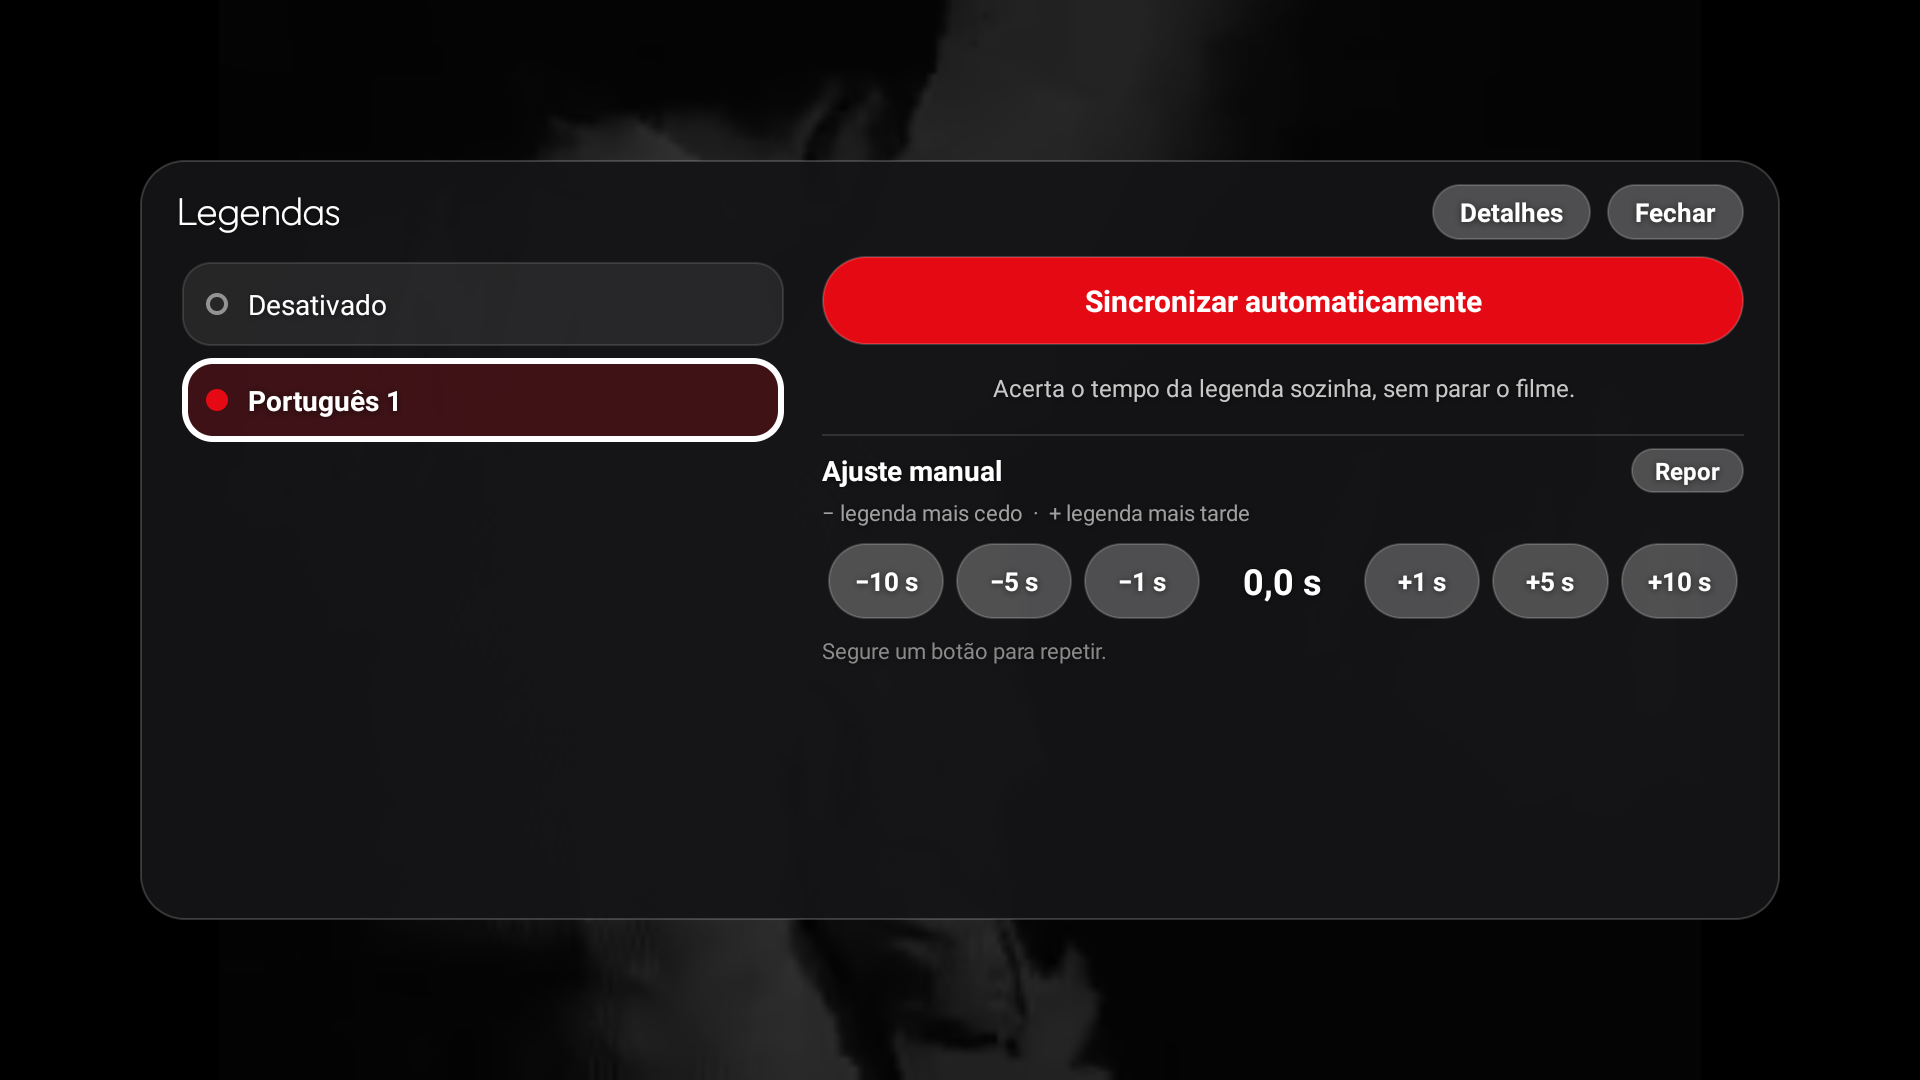 Legendas
Detalhes
Fechar
Desativado
Português 1
Sincronizar automaticamente
Acerta o tempo da legenda sozinha, sem parar o filme.
Ajuste manual
Repor
− legenda mais cedo · + legenda mais tarde
−10 s
−5 s
−1 s
0,0 s
+1 s
+5 s
+10 s
Segure um botão para repetir.